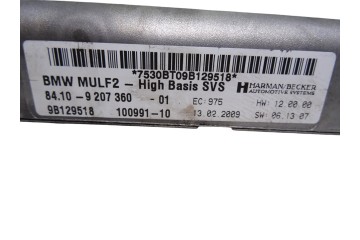 *7530BT09B129518*
BMW MULF2 - High Basis SVS HARMAN/BECKER
AUTOMOTIVE SYSTEMS
84.10- 9 207 360 -01 EC: 975 HW: 12.00.00
9B129518 100991-10 13.02.2009 SW: 06.13.07